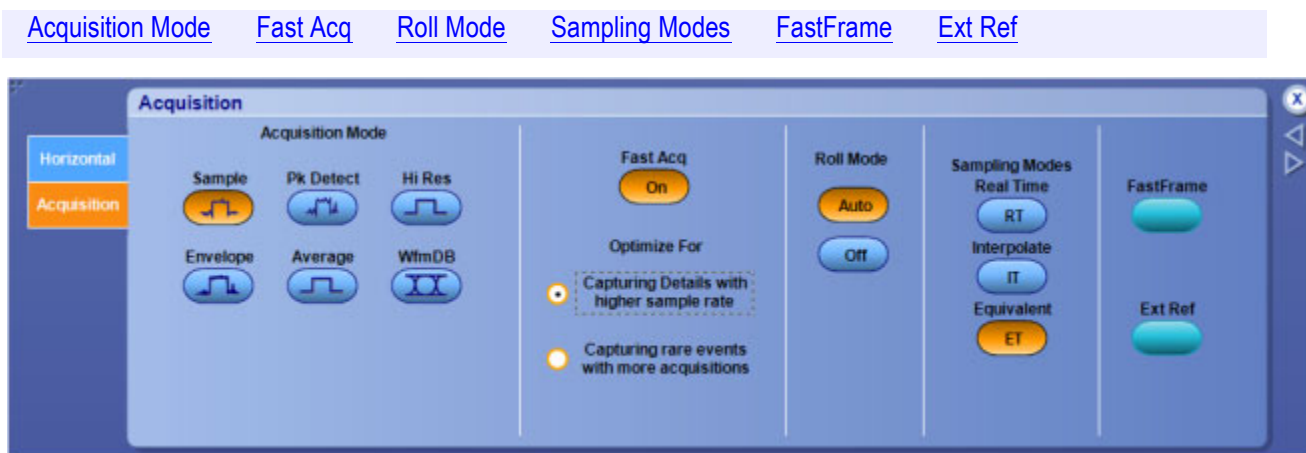 Acquisition Mode Fast Acq Roll Mode Sampling Modes FastFrame Ext Ref
Acquisition
X
Horizontal
Acquisition
Acquisition Mode
Sample Pk Detect Hi Res
Envelope Average WfmDB
Fast Acq
On
Optimize For
Capturing Details with
higher sample rate
Capturing rare events
with more acquisitions
Roll Mode
Auto
Off
Sampling Modes
Real Time
RT
Interpolate
IT
Equivalent
ET
FastFrame
Ext Ref